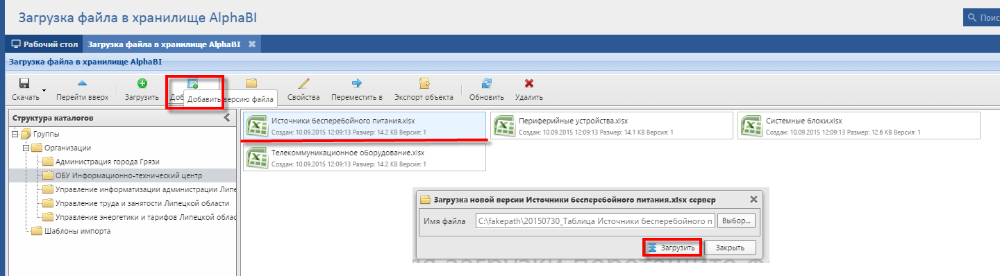 Загрузка файла в хранилище AlphaBI
Поис
Рабочий стол
Загрузка файла в хранилище AlphaBI
Загрузка файла в хранилище AlphaBI
Скачать
Перейти вверх
Загрузить
Доб
Свойства
Переместить в
Экспорт объекта
Обновить
Удалить
Добавить версию файла
Структура каталогов
Группы
Организации
Администрация города Грязи
ОБУ Информационно-технический центр
Управление информатизации администрации Липе
Управление труда и занятости Липецкой области
Управление энергетики и тарифов Липецкой облас
Шаблоны импорта
Источники бесперебойного питания.xlsx
Создан: 10.09.2015 12:09:13 Размер: 14.2 KB Версия: 1
Периферийные устройства.xlsx
Создан: 10.09.2015 12:09:13 Размер: 14.1 KB Версия: 1
Системные блоки.xlsx
Создан: 10.09.2015 12:09:13 Размер: 12.6 KB Версия: 1
Телекоммуникационное оборудование.xlsx
Создан: 10.09.2015 12:09:13 Размер: 14.2 KB Версия: 1
Загрузка новой версии Источники бесперебойного питания.xlsx сервер
Имя файла
C:\fakepath\20150730_Таблица Источники бесперебойного п
Выбор...
Загрузить
Закрыть